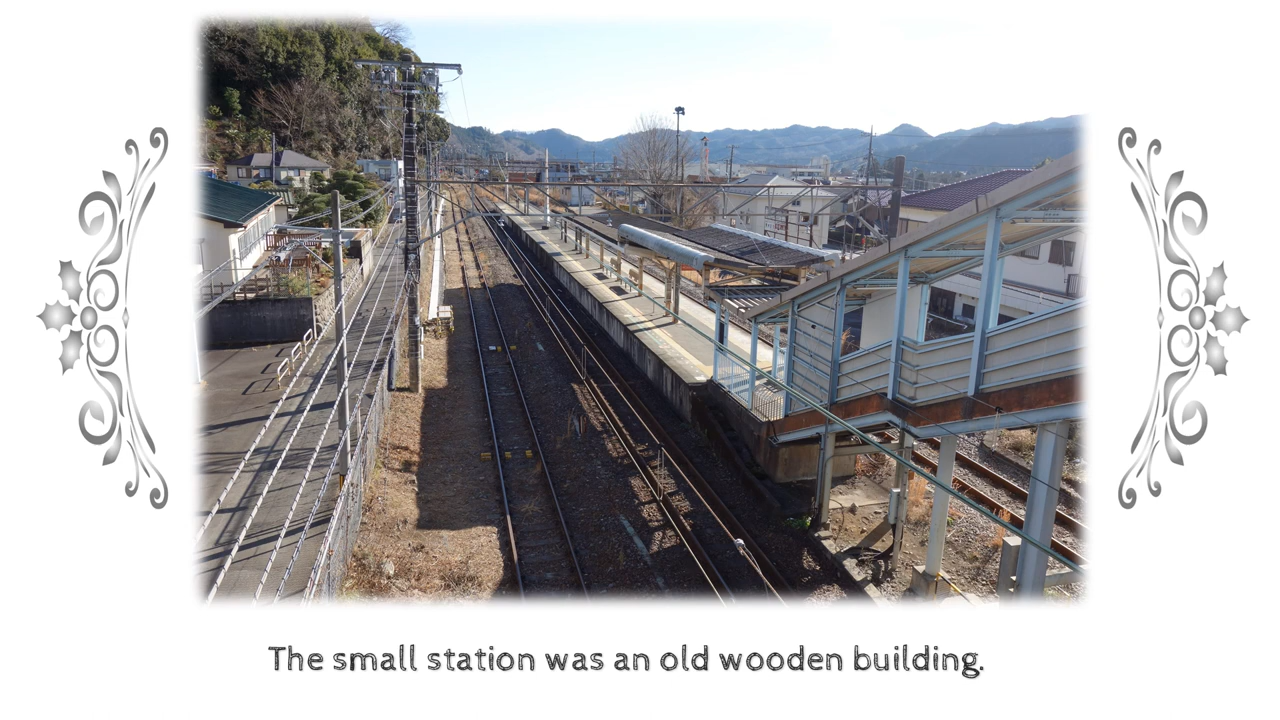 The small station was an old wooden building.